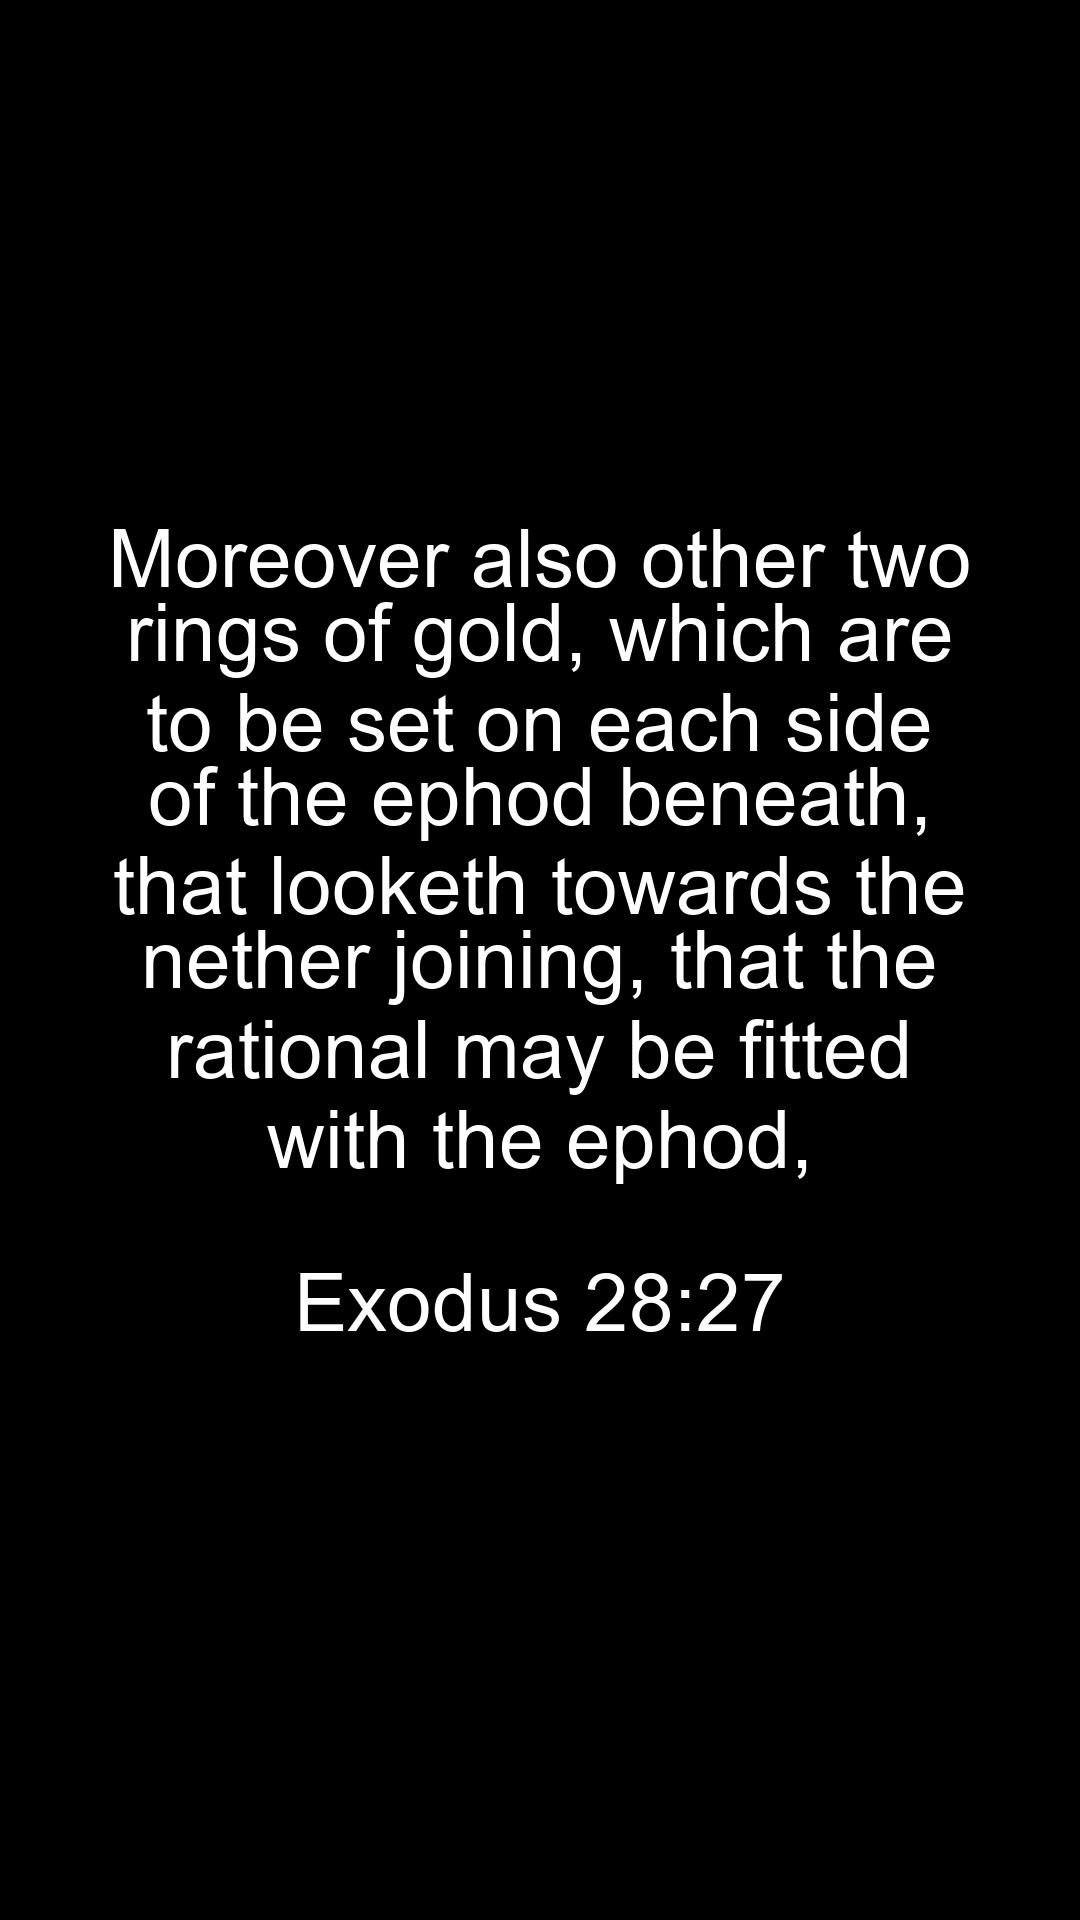 Moreover also other two
rings of gold, which are
to be set on each side
of the ephod beneath,
that looketh towards the
nether joining, that the
rational may be fitted
with the ephod,
Exodus 28:27